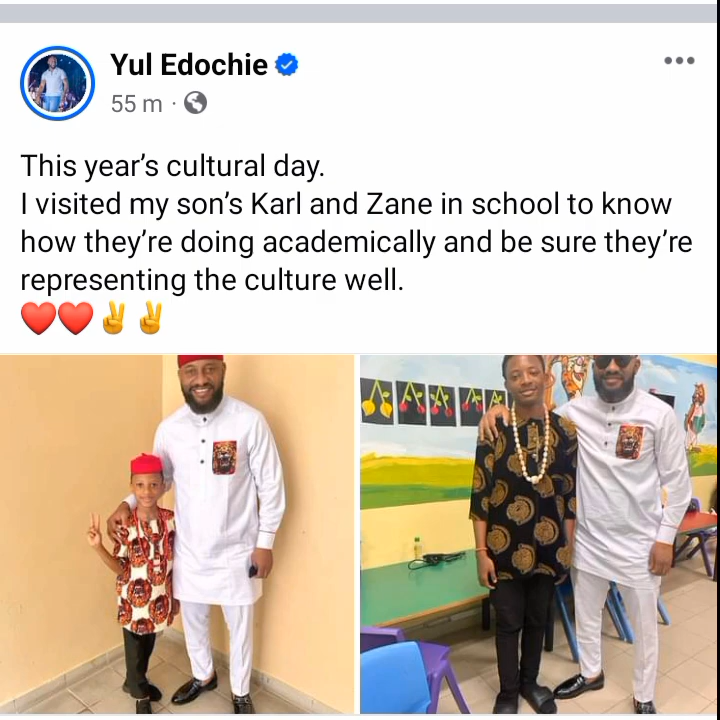 Yul Edochie
55 m ·
This year's cultural day.
I visited my son's Karl and Zane in school to know
how they're doing academically and be sure they're
representing the culture well.
❤️❤️✌️✌️